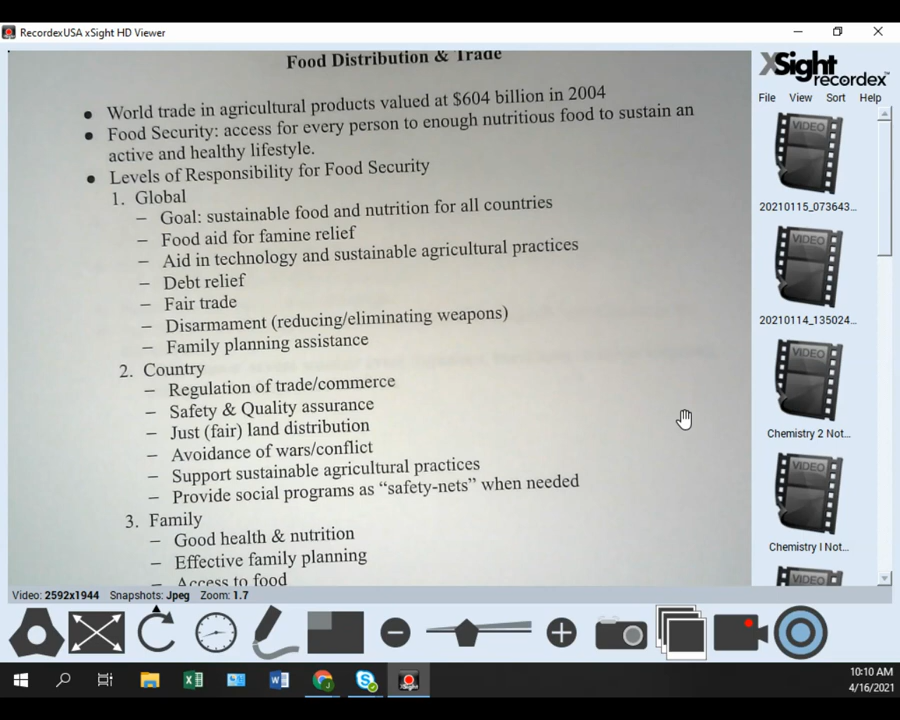 RecordexUSA xSight HD Viewer
Food Distribution & Trade
• World trade in agricultural products valued at $604 billion in 2004
• Food Security: access for every person to enough nutritious food to sustain an
active and healthy lifestyle.
• Levels of Responsibility for Food Security
1. Global
– Goal: sustainable food and nutrition for all countries
– Food aid for famine relief
– Aid in technology and sustainable agricultural practices
– Debt relief
– Fair trade
– Disarmament (reducing/eliminating weapons)
– Family planning assistance
2. Country
– Regulation of trade/commerce
– Safety & Quality assurance
– Just (fair) land distribution
– Avoidance of wars/conflict
– Support sustainable agricultural practices
– Provide social programs as “safety-nets” when needed
3. Family
– Good health & nutrition
– Effective family planning
– Access to food
XSight
recordex™
File View Sort Help
VIDEO
20210115_073643...
VIDEO
20210114_135024...
VIDEO
Chemistry 2 Not...
VIDEO
Chemistry I Not...
VIDEO
Video: 2592x1944 Snapshots: Jpeg Zoom: 1.7
10:10 AM
4/16/2021